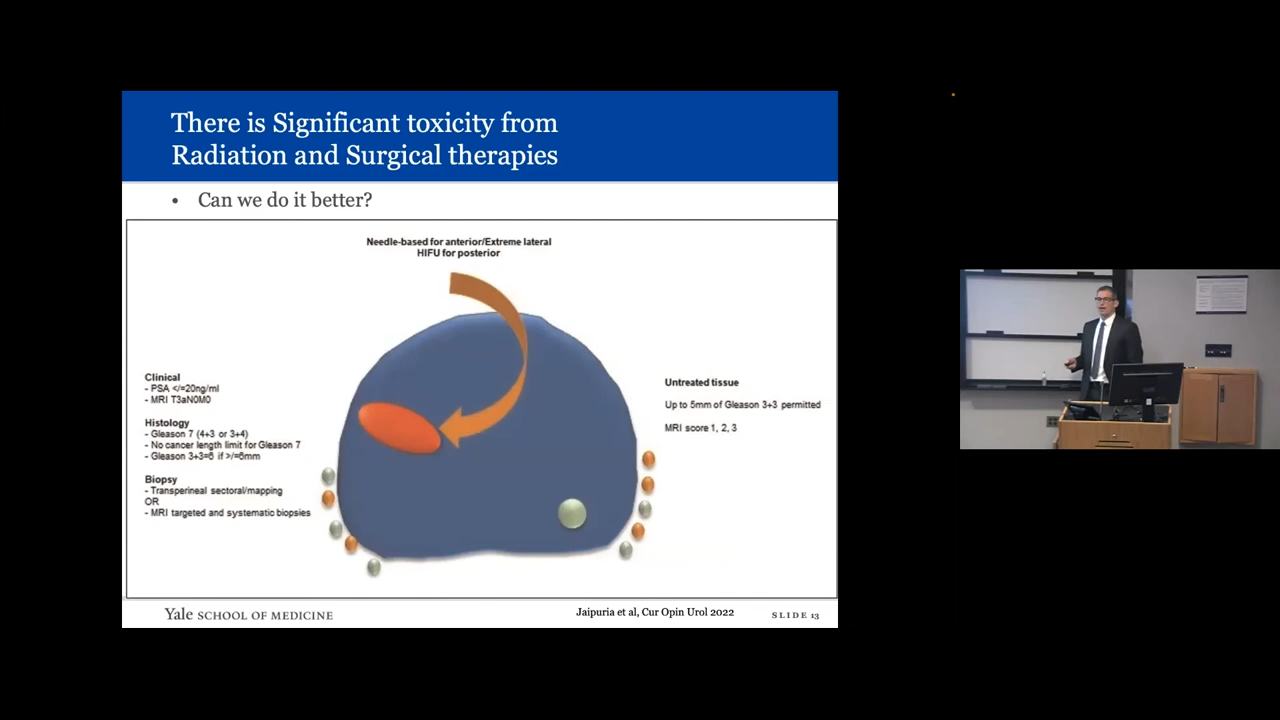 There is Significant toxicity from
Radiation and Surgical therapies
• Can we do it better?
Needle-based for anterior/Extreme lateral
HIFU for posterior
Clinical
- PSA </=20ng/ml
- MRI T3aN0M0
Histology
- Gleason 7 (4+3 or 3+4)
- No cancer length limit for Gleason 7
- Gleason 3+3=6 if >/=6mm
Biopsy
- Transperineal sectoral/mapping
OR
- MRI targeted and systematic biopsies
Untreated tissue
Up to 5mm of Gleason 3+3 permitted
MRI score 1, 2, 3
Yale SCHOOL OF MEDICINE
Jaipuria et al, Cur Opin Urol 2022
SLIDE 13